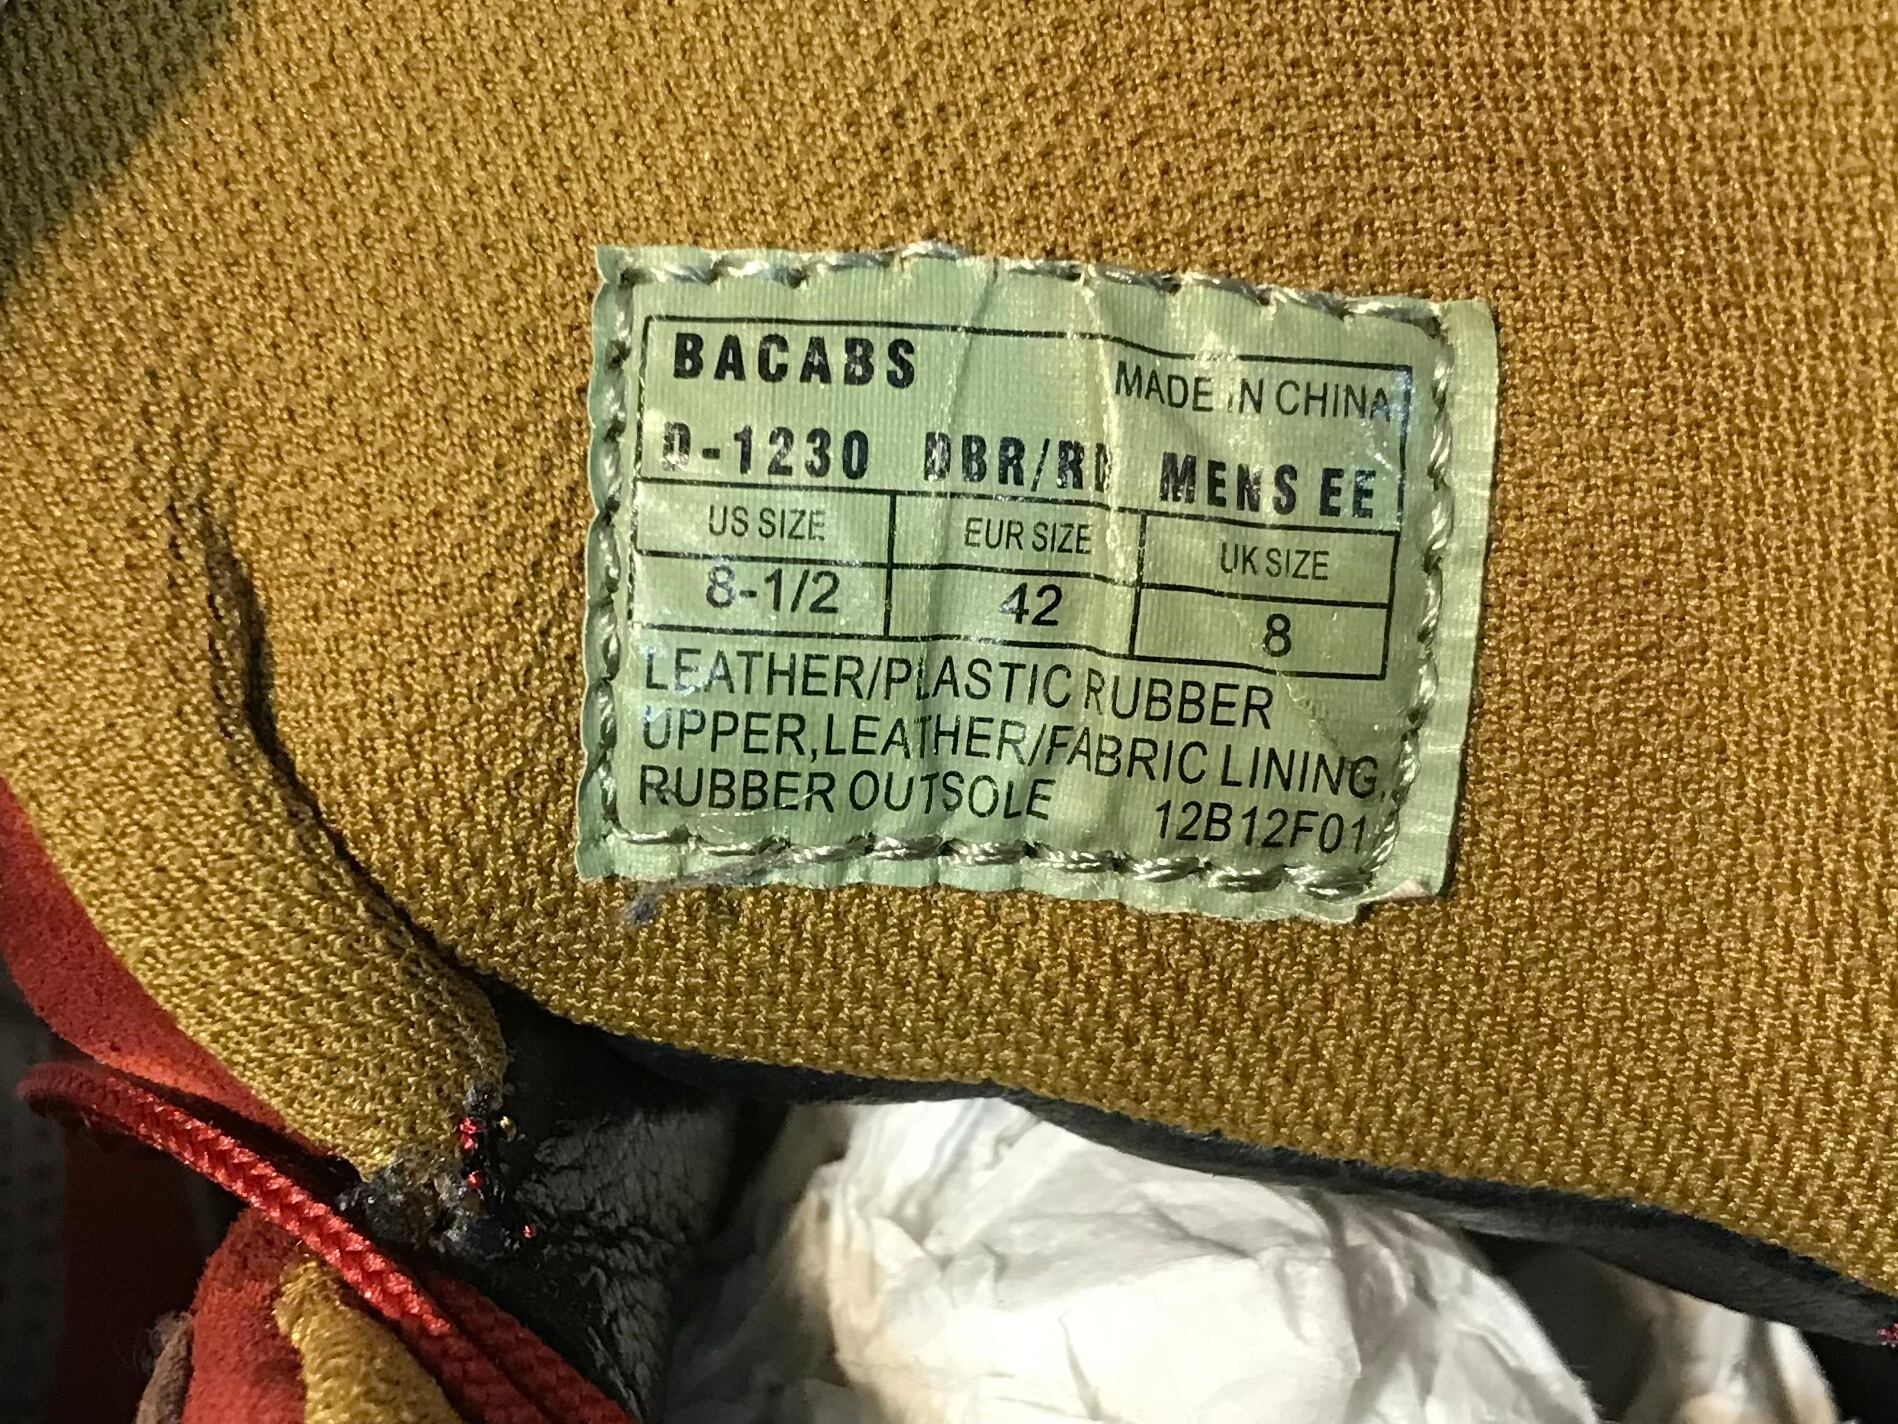 BACABS MADE IN CHINA
D-1230 DBR/RD MENS EE
US SIZE EUR SIZE UK SIZE
8-1/2 42 8
LEATHER/PLASTIC RUBBER
UPPER,LEATHER/FABRIC LINING,
RUBBER OUTSOLE 12B12F01